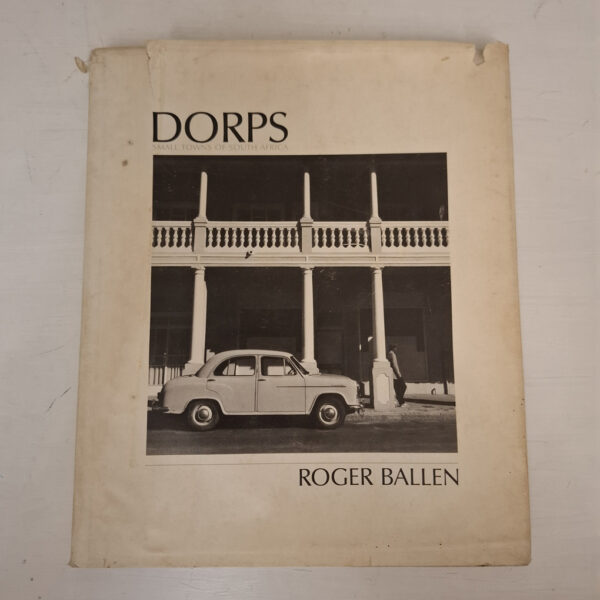 DORPS
SMALL TOWNS OF SOUTH AFRICA
ROGER BALLEN